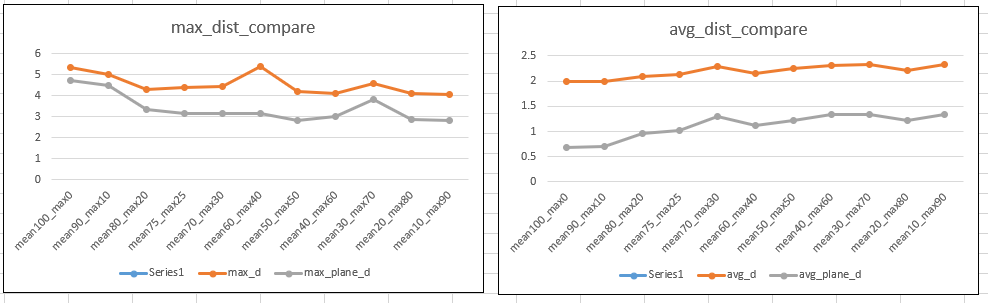 max_dist_compare
6
5
4
3
2
1
0
mean100_max0
mean90_max10
mean80_max20
mean75_max25
mean70_max30
mean60_max40
mean50_max50
mean40_max60
mean30_max70
mean20_max80
mean10_max90
Series1 max_d max_plane_d
avg_dist_compare
2.5
2
1.5
1
0.5
0
mean100_max0
mean90_max10
mean80_max20
mean75_max25
mean70_max30
mean60_max40
mean50_max50
mean40_max60
mean30_max70
mean20_max80
mean10_max90
Series1 avg_d avg_plane_d